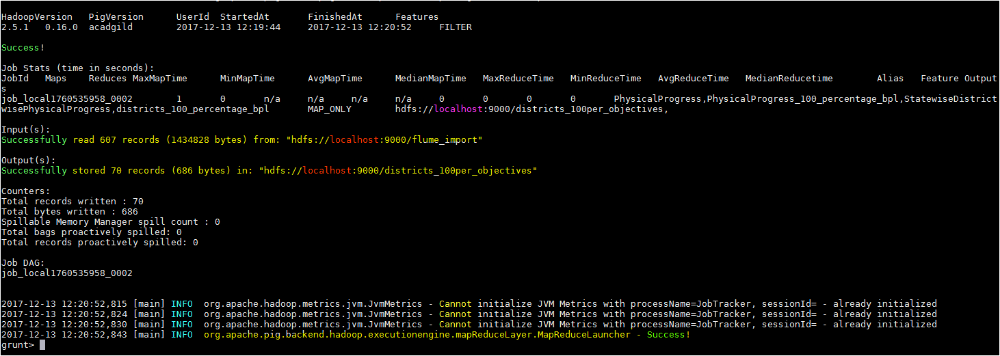 HadoopVersion PigVersion UserId StartedAt FinishedAt Features
2.5.1 0.16.0 acadgild 2017-12-13 12:19:44 2017-12-13 12:20:52 FILTER
Success!
Job Stats (time in seconds):
JobId Maps Reduces MaxMapTime MinMapTime AvgMapTime MedianMapTime MaxReduceTime MinReduceTime AvgReduceTime MedianReducetime Alias Feature Output
s
job_local1760535958_0002 1 0 n/a n/a n/a n/a 0 0 0 0 PhysicalProgress,PhysicalProgress_100_percentage_bpl,StatewiseDistrict
wisePhysicalProgress,districts_100_percentage_bpl MAP_ONLY hdfs://localhost:9000/districts_100per_objectives,
Input(s):
Successfully read 607 records (1434828 bytes) from: "hdfs://localhost:9000/flume_import"
Output(s):
Successfully stored 70 records (686 bytes) in: "hdfs://localhost:9000/districts_100per_objectives"
Counters:
Total records written : 70
Total bytes written : 686
Spillable Memory Manager spill count : 0
Total bags proactively spilled: 0
Total records proactively spilled: 0
Job DAG:
job_local1760535958_0002
2017-12-13 12:20:52,815 [main] INFO org.apache.hadoop.metrics.jvm.JvmMetrics - Cannot initialize JVM Metrics with processName=JobTracker, sessionId= - already initialized
2017-12-13 12:20:52,824 [main] INFO org.apache.hadoop.metrics.jvm.JvmMetrics - Cannot initialize JVM Metrics with processName=JobTracker, sessionId= - already initialized
2017-12-13 12:20:52,830 [main] INFO org.apache.hadoop.metrics.jvm.JvmMetrics - Cannot initialize JVM Metrics with processName=JobTracker, sessionId= - already initialized
2017-12-13 12:20:52,843 [main] INFO org.apache.pig.backend.hadoop.executionengine.mapReduceLayer.MapReduceLauncher - Success!
grunt>